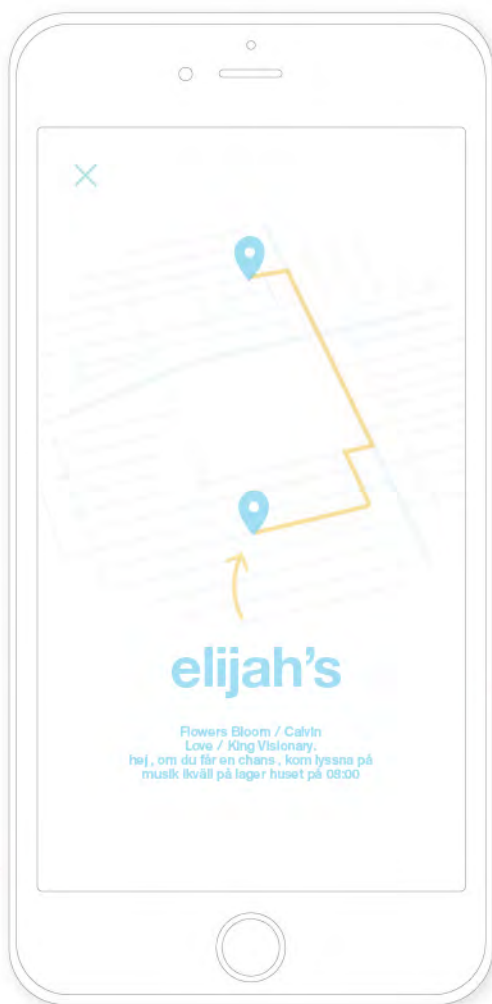 elijah's
Flowers Bloom / Calvin
Love / King Visionary.
hej, om du får en chans, kom lyssna på
musik ikväll på lager huset på 08:00